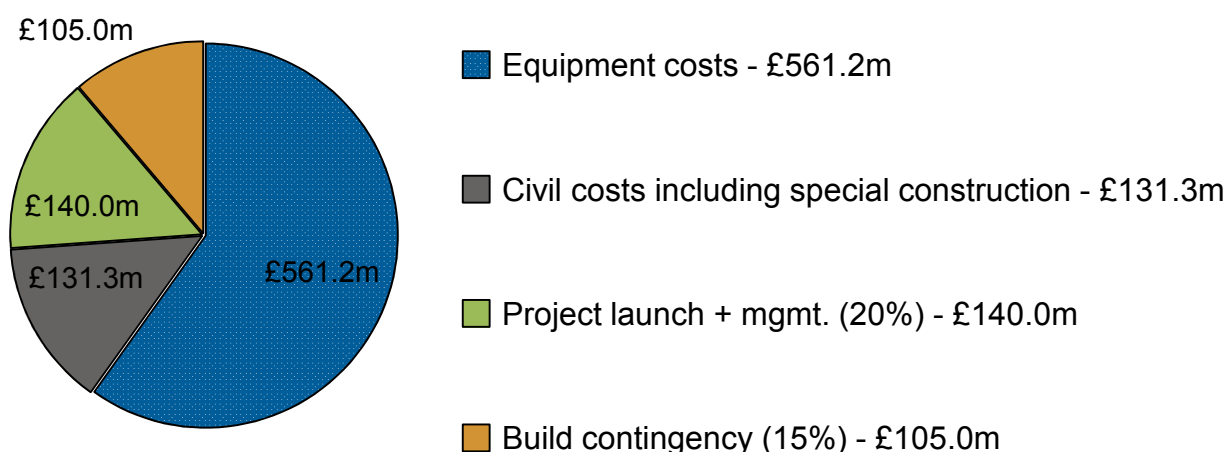 £105.0m
£140.0m
£131.3m
£561.2m
Equipment costs - £561.2m
Civil costs including special construction - £131.3m
Project launch + mgmt. (20%) - £140.0m
Build contingency (15%) - £105.0m